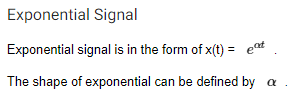 Exponential Signal
Exponential signal is in the form of x(t) = e^{αt} .
The shape of exponential can be defined by α .